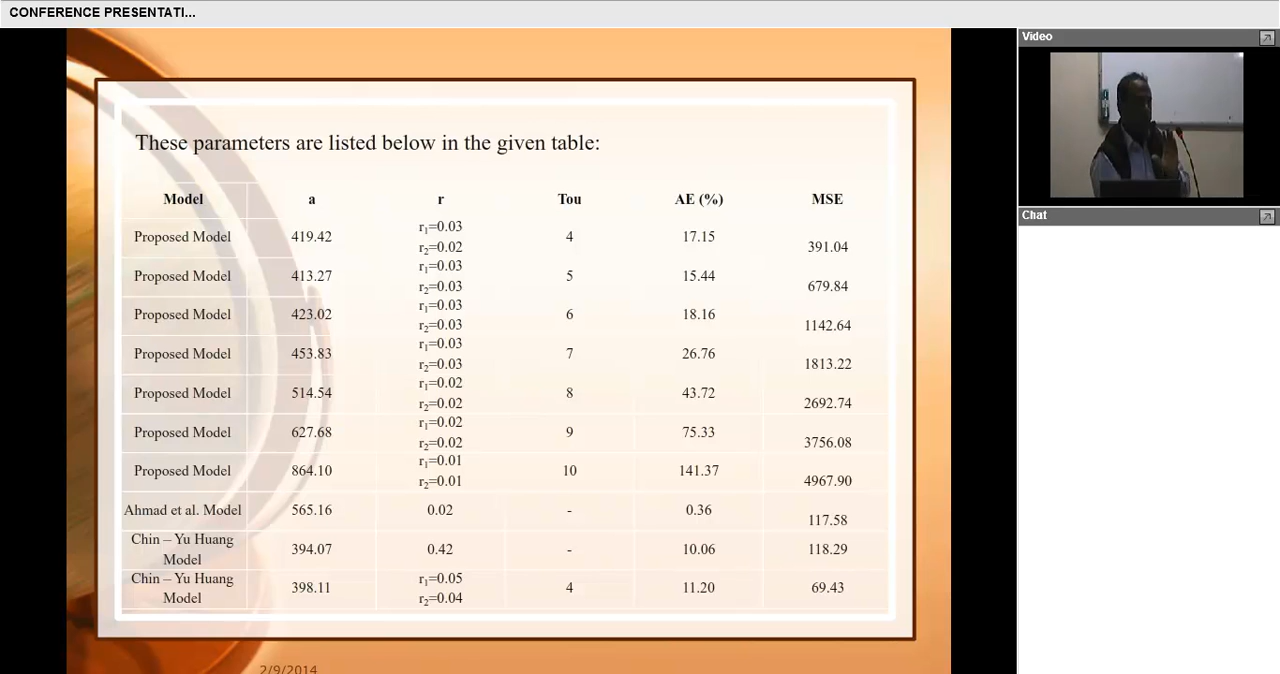 CONFERENCE PRESENTATI...
Video
Chat
These parameters are listed below in the given table:
Model a r Tou AE (%) MSE
Proposed Model 419.42 r₁=0.03 r₂=0.02 4 17.15 391.04
Proposed Model 413.27 r₁=0.03 r₂=0.03 5 15.44 679.84
Proposed Model 423.02 r₁=0.03 r₂=0.03 6 18.16 1142.64
Proposed Model 453.83 r₁=0.03 r₂=0.03 7 26.76 1813.22
Proposed Model 514.54 r₁=0.02 r₂=0.02 8 43.72 2692.74
Proposed Model 627.68 r₁=0.02 r₂=0.02 9 75.33 3756.08
Proposed Model 864.10 r₁=0.01 r₂=0.01 10 141.37 4967.90
Ahmad et al. Model 565.16 0.02 - 0.36 117.58
Chin – Yu Huang Model 394.07 0.42 - 10.06 118.29
Chin – Yu Huang Model 398.11 r₁=0.05 r₂=0.04 4 11.20 69.43
2/9/2014